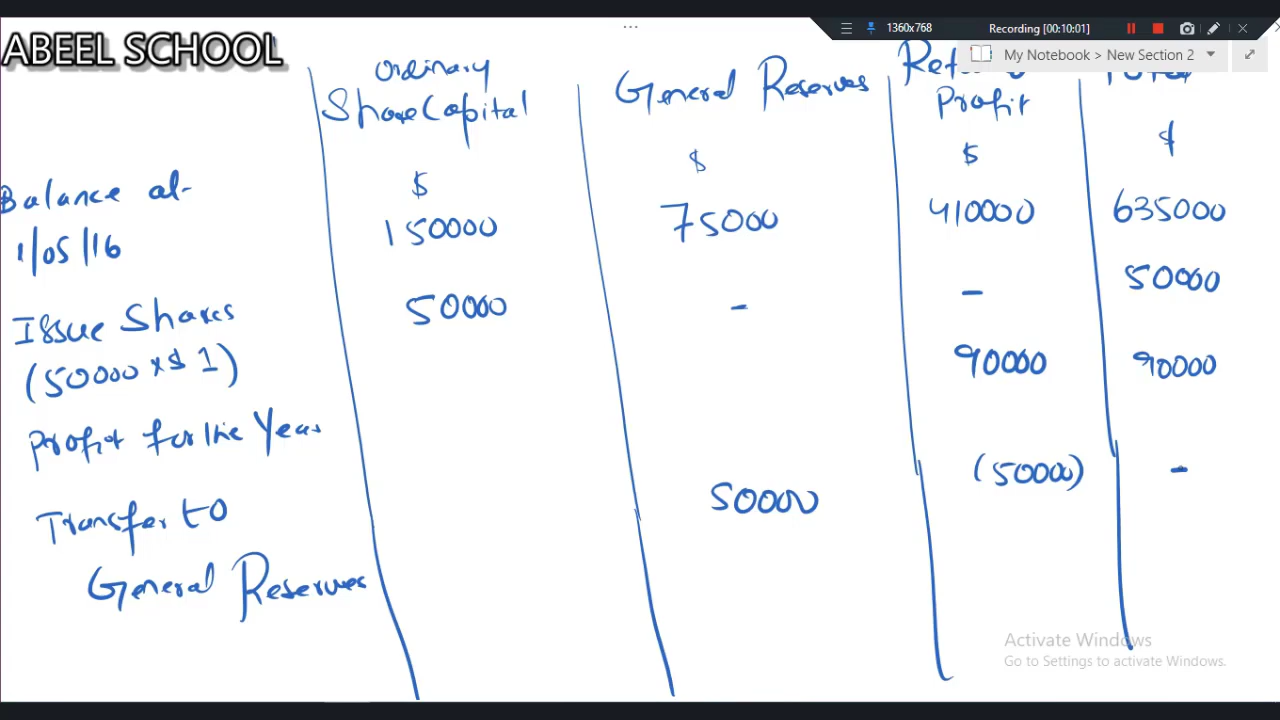 1360x768
Recording [00:10:01]
ABEEL SCHOOL
My Notebook > New Section 2
Ordinary
Share Capital
General Reserves
Profit
$
$
$
$
Balance at
1/05/16
150000
75000
410000
635000
Issue Shares
(50000 x $ 1)
50000
-
-
50000
Profit for the Year
90000
90000
Transfer to
General Reserves
50000
(50000)
-
Activate Windows
Go to Settings to activate Windows.